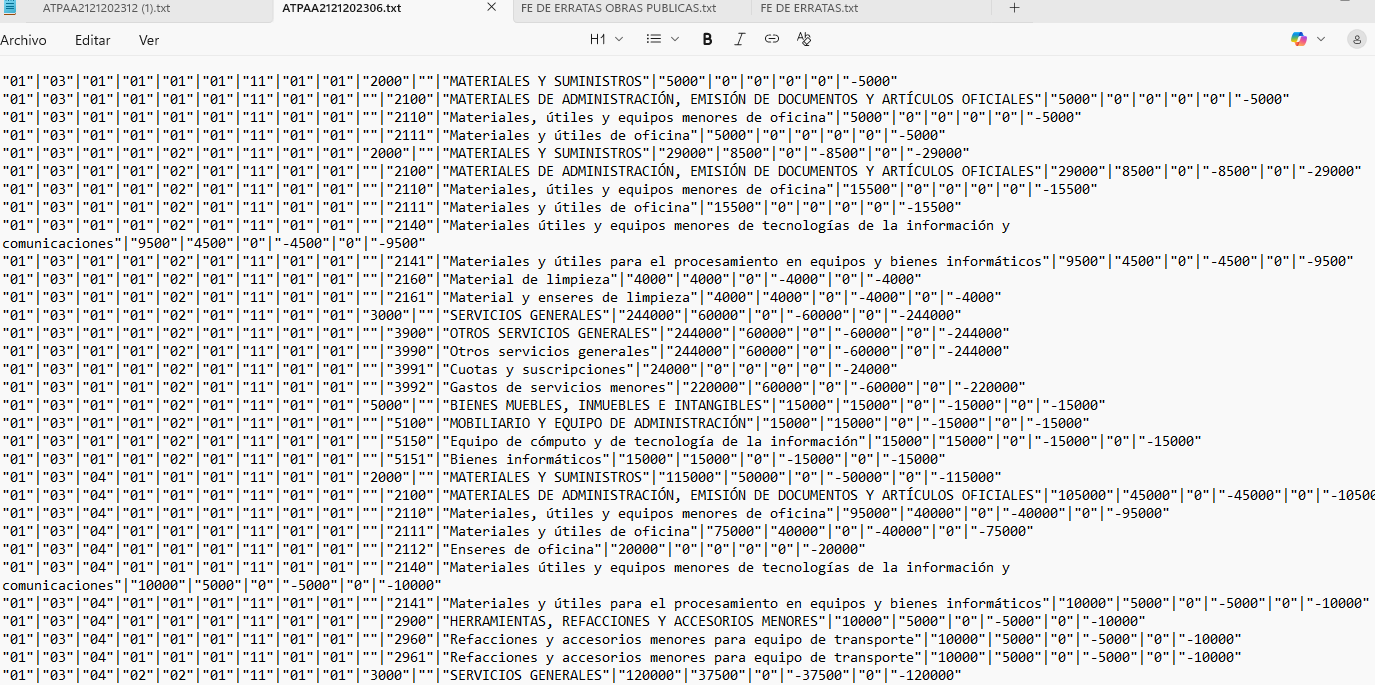 ATPAA2121202312 (1).txt
ATPAA2121202306.txt
FE DE ERRATAS OBRAS PUBLICAS.txt
FE DE ERRATAS.txt
Archivo Editar Ver H1 B I
"01"|"03"|"01"|"01"|"01"|"01"|"11"|"01"|"01"|"2000"|""|"MATERIALES Y SUMINISTROS"|"5000"|"0"|"0"|"0"|"0"|"-5000"
"01"|"03"|"01"|"01"|"01"|"01"|"11"|"01"|"01"|""|"2100"|"MATERIALES DE ADMINISTRACIÓN, EMISIÓN DE DOCUMENTOS Y ARTÍCULOS OFICIALES"|"5000"|"0"|"0"|"0"|"0"|"-5000"
"01"|"03"|"01"|"01"|"01"|"01"|"11"|"01"|"01"|""|"2110"|"Materiales, útiles y equipos menores de oficina"|"5000"|"0"|"0"|"0"|"0"|"-5000"
"01"|"03"|"01"|"01"|"01"|"01"|"11"|"01"|"01"|""|"2111"|"Materiales y útiles de oficina"|"5000"|"0"|"0"|"0"|"0"|"-5000"
"01"|"03"|"01"|"01"|"02"|"01"|"11"|"01"|"01"|"2000"|""|"MATERIALES Y SUMINISTROS"|"29000"|"8500"|"0"|"-8500"|"0"|"-29000"
"01"|"03"|"01"|"01"|"02"|"01"|"11"|"01"|"01"|""|"2100"|"MATERIALES DE ADMINISTRACIÓN, EMISIÓN DE DOCUMENTOS Y ARTÍCULOS OFICIALES"|"29000"|"8500"|"0"|"-8500"|"0"|"-29000"
"01"|"03"|"01"|"01"|"02"|"01"|"11"|"01"|"01"|""|"2110"|"Materiales, útiles y equipos menores de oficina"|"15500"|"0"|"0"|"0"|"0"|"-15500"
"01"|"03"|"01"|"01"|"02"|"01"|"11"|"01"|"01"|""|"2111"|"Materiales y útiles de oficina"|"15500"|"0"|"0"|"0"|"0"|"-15500"
"01"|"03"|"01"|"01"|"02"|"01"|"11"|"01"|"01"|""|"2140"|"Materiales útiles y equipos menores de tecnologías de la información y
comunicaciones"|"9500"|"4500"|"0"|"-4500"|"0"|"-9500"
"01"|"03"|"01"|"01"|"02"|"01"|"11"|"01"|"01"|""|"2141"|"Materiales y útiles para el procesamiento en equipos y bienes informáticos"|"9500"|"4500"|"0"|"-4500"|"0"|"-9500"
"01"|"03"|"01"|"01"|"02"|"01"|"11"|"01"|"01"|""|"2160"|"Material de limpieza"|"4000"|"4000"|"0"|"-4000"|"0"|"-4000"
"01"|"03"|"01"|"01"|"02"|"01"|"11"|"01"|"01"|""|"2161"|"Material y enseres de limpieza"|"4000"|"4000"|"0"|"-4000"|"0"|"-4000"
"01"|"03"|"01"|"01"|"02"|"01"|"11"|"01"|"01"|"3000"|""|"SERVICIOS GENERALES"|"244000"|"60000"|"0"|"-60000"|"0"|"-244000"
"01"|"03"|"01"|"01"|"02"|"01"|"11"|"01"|"01"|""|"3900"|"OTROS SERVICIOS GENERALES"|"244000"|"60000"|"0"|"-60000"|"0"|"-244000"
"01"|"03"|"01"|"01"|"02"|"01"|"11"|"01"|"01"|""|"3990"|"Otros servicios generales"|"244000"|"60000"|"0"|"-60000"|"0"|"-244000"
"01"|"03"|"01"|"01"|"02"|"01"|"11"|"01"|"01"|""|"3991"|"Cuotas y suscripciones"|"24000"|"0"|"0"|"0"|"0"|"-24000"
"01"|"03"|"01"|"01"|"02"|"01"|"11"|"01"|"01"|""|"3992"|"Gastos de servicios menores"|"220000"|"60000"|"0"|"-60000"|"0"|"-220000"
"01"|"03"|"01"|"01"|"02"|"01"|"11"|"01"|"01"|"5000"|""|"BIENES MUEBLES, INMUEBLES E INTANGIBLES"|"15000"|"15000"|"0"|"-15000"|"0"|"-15000"
"01"|"03"|"01"|"01"|"02"|"01"|"11"|"01"|"01"|""|"5100"|"MOBILIARIO Y EQUIPO DE ADMINISTRACIÓN"|"15000"|"15000"|"0"|"-15000"|"0"|"-15000"
"01"|"03"|"01"|"01"|"02"|"01"|"11"|"01"|"01"|""|"5150"|"Equipo de cómputo y de tecnología de la información"|"15000"|"15000"|"0"|"-15000"|"0"|"-15000"
"01"|"03"|"01"|"01"|"02"|"01"|"11"|"01"|"01"|""|"5151"|"Bienes informáticos"|"15000"|"15000"|"0"|"-15000"|"0"|"-15000"
"01"|"03"|"04"|"01"|"01"|"01"|"11"|"01"|"01"|"2000"|""|"MATERIALES Y SUMINISTROS"|"115000"|"50000"|"0"|"-50000"|"0"|"-115000"
"01"|"03"|"04"|"01"|"01"|"01"|"11"|"01"|"01"|""|"2100"|"MATERIALES DE ADMINISTRACIÓN, EMISIÓN DE DOCUMENTOS Y ARTÍCULOS OFICIALES"|"105000"|"45000"|"0"|"-45000"|"0"|"-10500
"01"|"03"|"04"|"01"|"01"|"01"|"11"|"01"|"01"|""|"2110"|"Materiales, útiles y equipos menores de oficina"|"95000"|"40000"|"0"|"-40000"|"0"|"-95000"
"01"|"03"|"04"|"01"|"01"|"01"|"11"|"01"|"01"|""|"2111"|"Materiales y útiles de oficina"|"75000"|"40000"|"0"|"-40000"|"0"|"-75000"
"01"|"03"|"04"|"01"|"01"|"01"|"11"|"01"|"01"|""|"2112"|"Enseres de oficina"|"20000"|"0"|"0"|"0"|"0"|"-20000"
"01"|"03"|"04"|"01"|"01"|"01"|"11"|"01"|"01"|""|"2140"|"Materiales útiles y equipos menores de tecnologías de la información y
comunicaciones"|"10000"|"5000"|"0"|"-5000"|"0"|"-10000"
"01"|"03"|"04"|"01"|"01"|"01"|"11"|"01"|"01"|""|"2141"|"Materiales y útiles para el procesamiento en equipos y bienes informáticos"|"10000"|"5000"|"0"|"-5000"|"0"|"-10000"
"01"|"03"|"04"|"01"|"01"|"01"|"11"|"01"|"01"|""|"2900"|"HERRAMIENTAS, REFACCIONES Y ACCESORIOS MENORES"|"10000"|"5000"|"0"|"-5000"|"0"|"-10000"
"01"|"03"|"04"|"01"|"01"|"01"|"11"|"01"|"01"|""|"2960"|"Refacciones y accesorios menores para equipo de transporte"|"10000"|"5000"|"0"|"-5000"|"0"|"-10000"
"01"|"03"|"04"|"01"|"01"|"01"|"11"|"01"|"01"|""|"2961"|"Refacciones y accesorios menores para equipo de transporte"|"10000"|"5000"|"0"|"-5000"|"0"|"-10000"
"01"|"03"|"04"|"02"|"02"|"01"|"11"|"01"|"01"|"3000"|""|"SERVICIOS GENERALES"|"120000"|"37500"|"0"|"-37500"|"0"|"-120000"